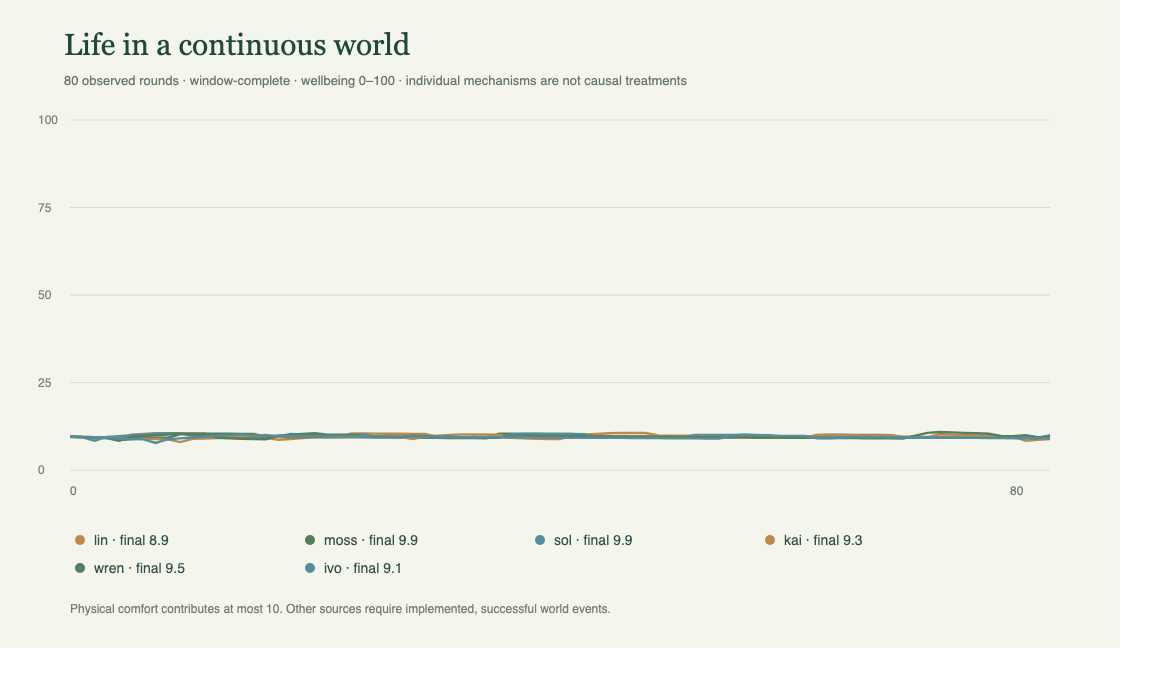 Life in a continuous world
80 observed rounds · window-complete · wellbeing 0–100 · individual mechanisms are not causal treatments
100
75
50
25
0
0 80
lin · final 8.9 moss · final 9.9 sol · final 9.9 kai · final 9.3
wren · final 9.5 ivo · final 9.1
Physical comfort contributes at most 10. Other sources require implemented, successful world events.